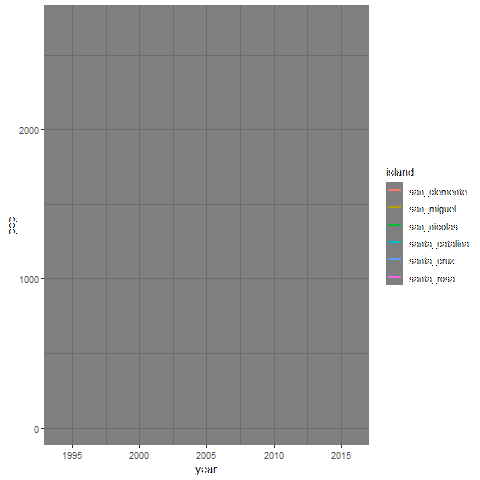 2000
1000
0
1995 2000 2005 2010 2015
year
pop
island
san_clemente
san_miguel
san_nicolas
santa_catalina
santa_cruz
santa_rosa